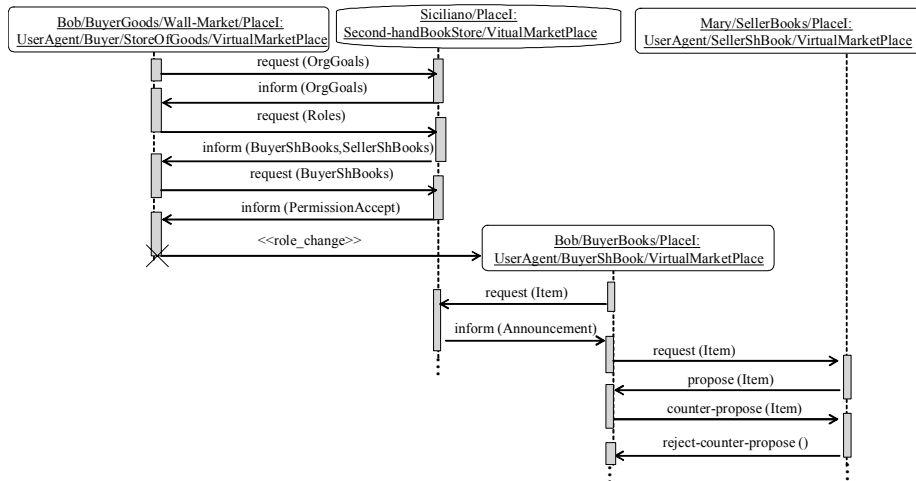 Bob/BuyerGoods/Wall-Market/PlaceI:
UserAgent/Buyer/StoreOfGoods/VirtualMarketPlace
Siciliano/PlaceI:
Second-handBookStore/VitualMarketPlace
Mary/SellerBooks/PlaceI:
UserAgent/SellerShBook/VirtualMarketPlace
request (OrgGoals)
inform (OrgGoals)
request (Roles)
inform (BuyerShBooks,SellerShBooks)
request (BuyerShBooks)
inform (PermissionAccept)
<<role_change>>
Bob/BuyerBooks/PlaceI:
UserAgent/BuyerShBook/VirtualMarketPlace
request (Item)
inform (Announcement)
request (Item)
propose (Item)
counter-propose (Item)
reject-counter-propose ()